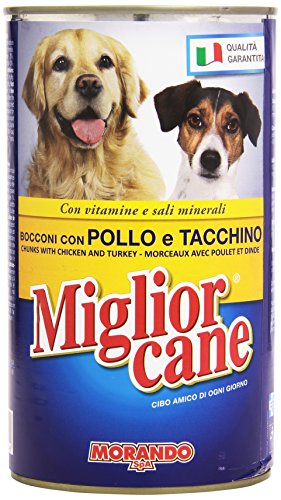 QUALITÀ
GARANTITA
Con vitamine e sali minerali
BOCCONI CON POLLO e TACCHINO
CHUNKS WITH CHICKEN AND TURKEY - MORCEAUX AVEC POULET ET DINDE
Miglior®
cane
CIBO AMICO DI OGNI GIORNO
MORANDO
SpA